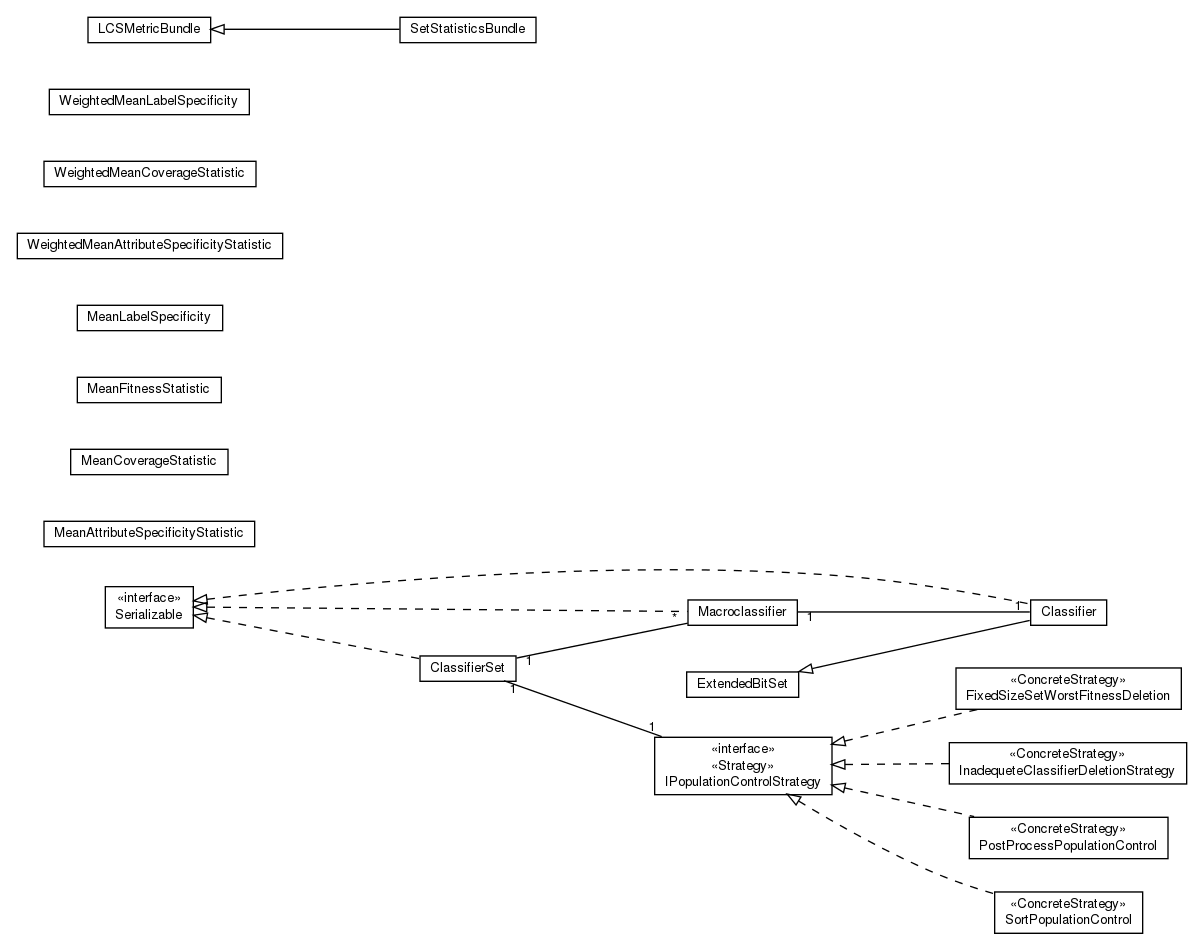 LCSMetricBundle
SetStatisticsBundle
WeightedMeanLabelSpecificity
WeightedMeanCoverageStatistic
WeightedMeanAttributeSpecificityStatistic
MeanLabelSpecificity
MeanFitnessStatistic
MeanCoverageStatistic
MeanAttributeSpecificityStatistic
«interface»
Serializable
*
Macroclassifier
1
1
Classifier
ClassifierSet
1
1
ExtendedBitSet
1
«interface»
«Strategy»
IPopulationControlStrategy
«ConcreteStrategy»
FixedSizeSetWorstFitnessDeletion
«ConcreteStrategy»
InadequeteClassifierDeletionStrategy
«ConcreteStrategy»
PostProcessPopulationControl
«ConcreteStrategy»
SortPopulationControl